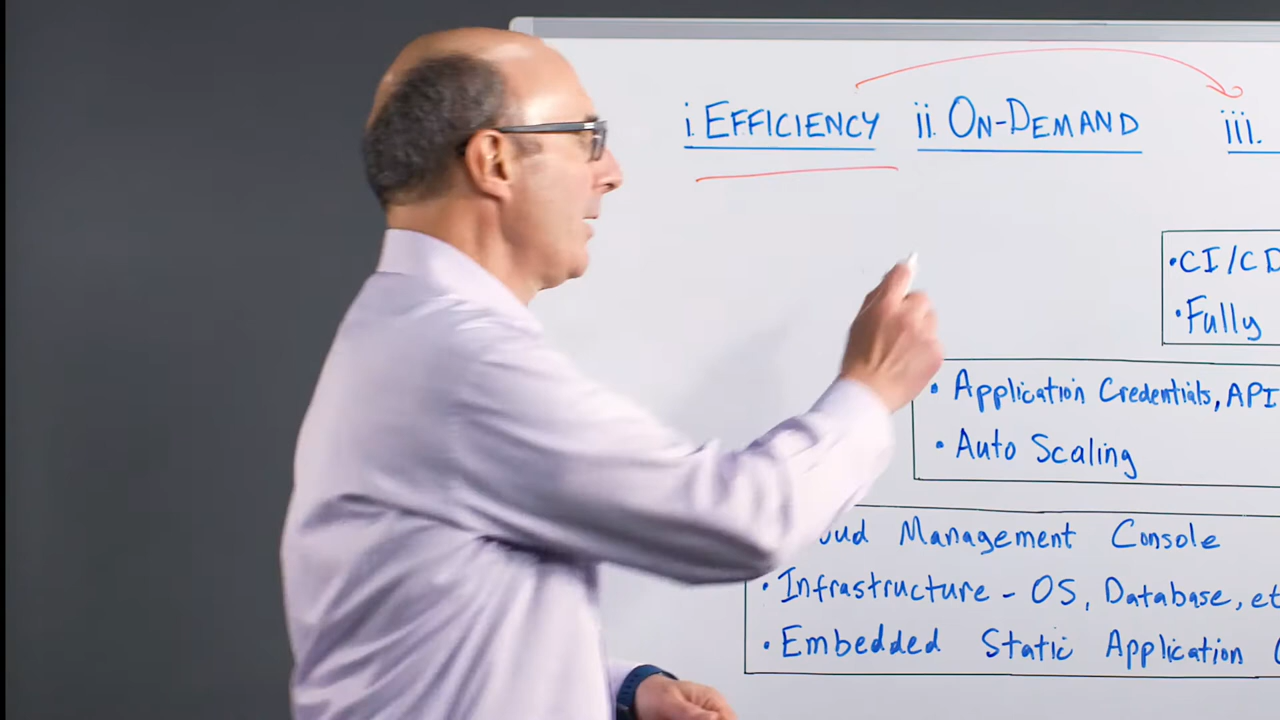 i. EFFICIENCY ii. ON-DEMAND iii.
• CI/CD
• Fully
• Application Credentials, API
• Auto Scaling
Management Console
• Infrastructure - OS, Database, etc
• Embedded Static Application